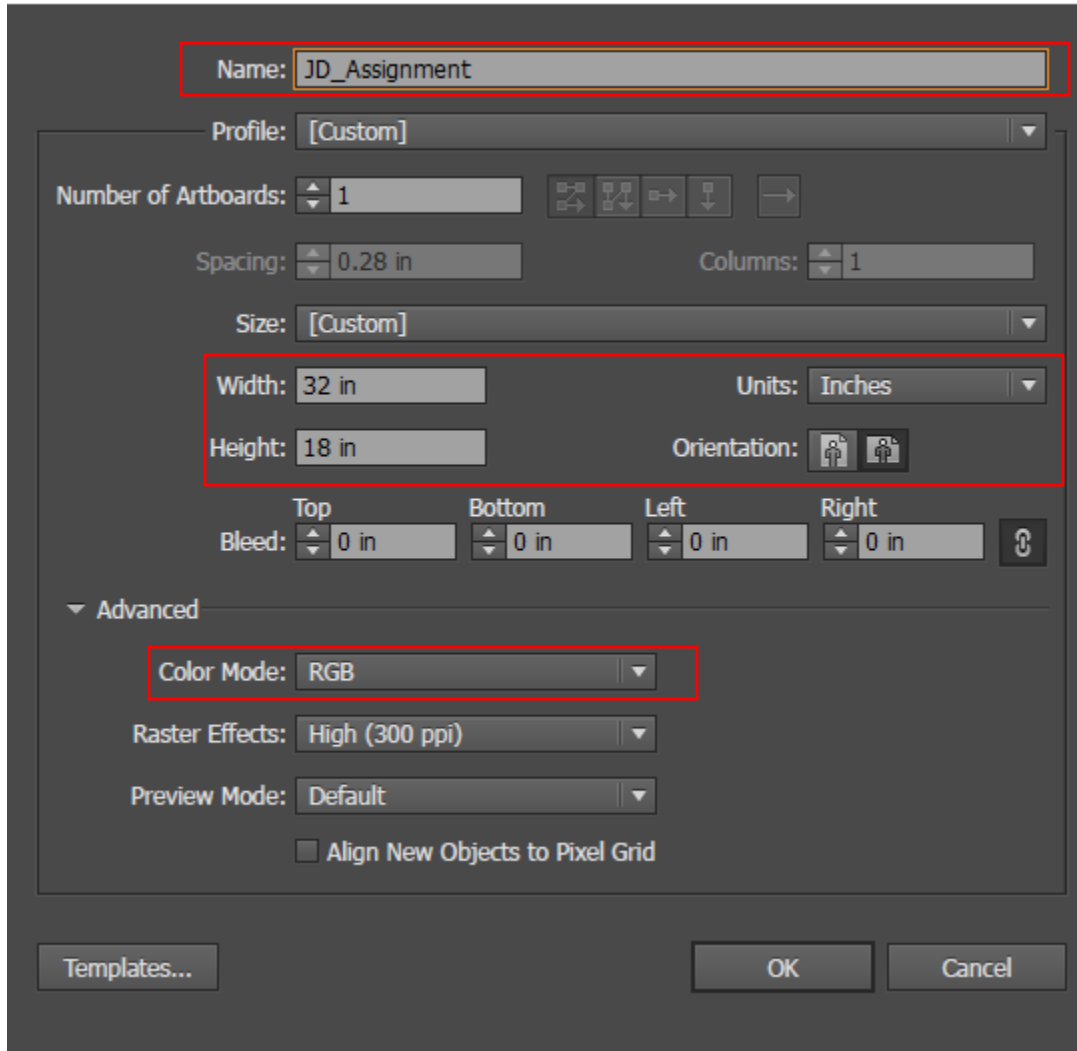 Name: JD_Assignment
Profile: [Custom]
Number of Artboards: 1
Spacing: 0.28 in Columns: 1
Size: [Custom]
Width: 32 in Units: Inches
Height: 18 in Orientation:
Top Bottom Left Right
Bleed: 0 in 0 in 0 in 0 in
Advanced
Color Mode: RGB
Raster Effects: High (300 ppi)
Preview Mode: Default
Align New Objects to Pixel Grid
Templates... OK Cancel